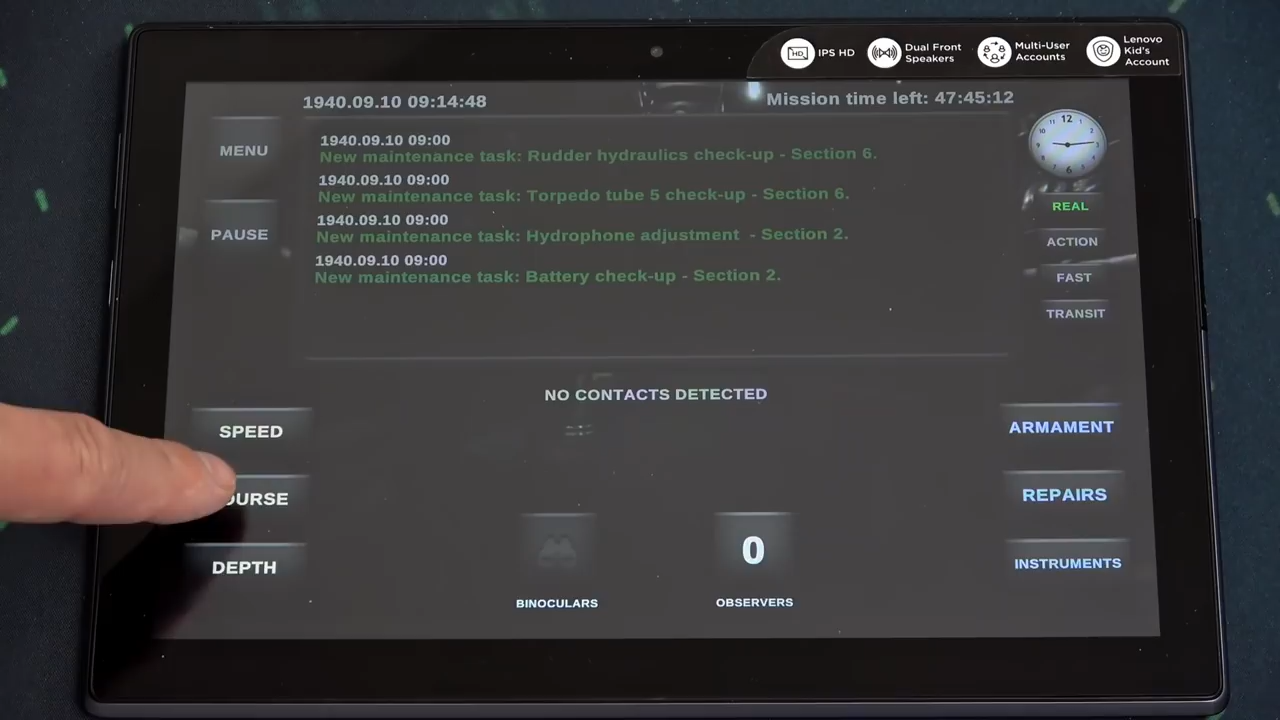 HD
IPS HD
Dual Front
Speakers
Multi-User
Accounts
Lenovo
Kid's
Account
1940.09.10 09:14:48
Mission time left: 47:45:12
MENU
1940.09.10 09:00
New maintenance task: Rudder hydraulics check-up - Section 6.
1940.09.10 09:00
New maintenance task: Torpedo tube 5 check-up - Section 6.
PAUSE
1940.09.10 09:00
New maintenance task: Hydrophone adjustment - Section 2.
1940.09.10 09:00
New maintenance task: Battery check-up - Section 2.
REAL
ACTION
FAST
TRANSIT
NO CONTACTS DETECTED
SPEED
OURSE
DEPTH
ARMAMENT
REPAIRS
INSTRUMENTS
BINOCULARS
0
OBSERVERS